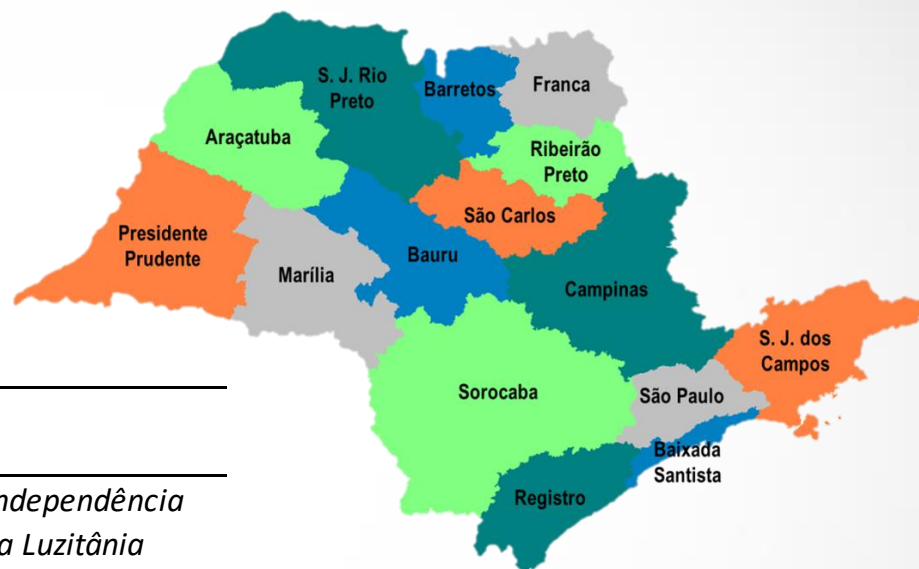 S. J. Rio
Preto
Barretos
Franca
Araçatuba
Ribeirão
Preto
São Carlos
Presidente
Prudente
Marília
Bauru
Campinas
S. J. dos
Campos
Sorocaba
São Paulo
Baixada
Santista
Registro
ndependência
a Luzitânia